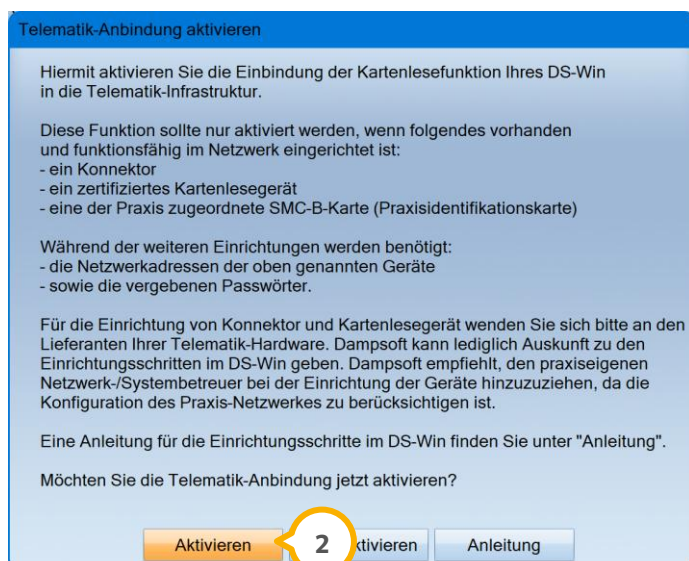 Telematik-Anbindung aktivieren
Hiermit aktivieren Sie die Einbindung der Kartenlesefunktion Ihres DS-Win
in die Telematik-Infrastruktur.
Diese Funktion sollte nur aktiviert werden, wenn folgendes vorhanden
und funktionsfähig im Netzwerk eingerichtet ist:
- ein Konnektor
- ein zertifiziertes Kartenlesegerät
- eine der Praxis zugeordnete SMC-B-Karte (Praxisidentifikationskarte)
Während der weiteren Einrichtungen werden benötigt:
- die Netzwerkadressen der oben genannten Geräte
- sowie die vergebenen Passwörter.
Für die Einrichtung von Konnektor und Kartenlesegerät wenden Sie sich bitte an den
Lieferanten Ihrer Telematik-Hardware. Dampsoft kann lediglich Auskunft zu den
Einrichtungsschritten im DS-Win geben. Dampsoft empfiehlt, den praxiseigenen
Netzwerk-/Systembetreuer bei der Einrichtung der Geräte hinzuzuziehen, da die
Konfiguration des Praxis-Netzwerkes zu berücksichtigen ist.
Eine Anleitung für die Einrichtungsschritte im DS-Win finden Sie unter "Anleitung".
Möchten Sie die Telematik-Anbindung jetzt aktivieren?
Aktivieren 2 ktivieren Anleitung